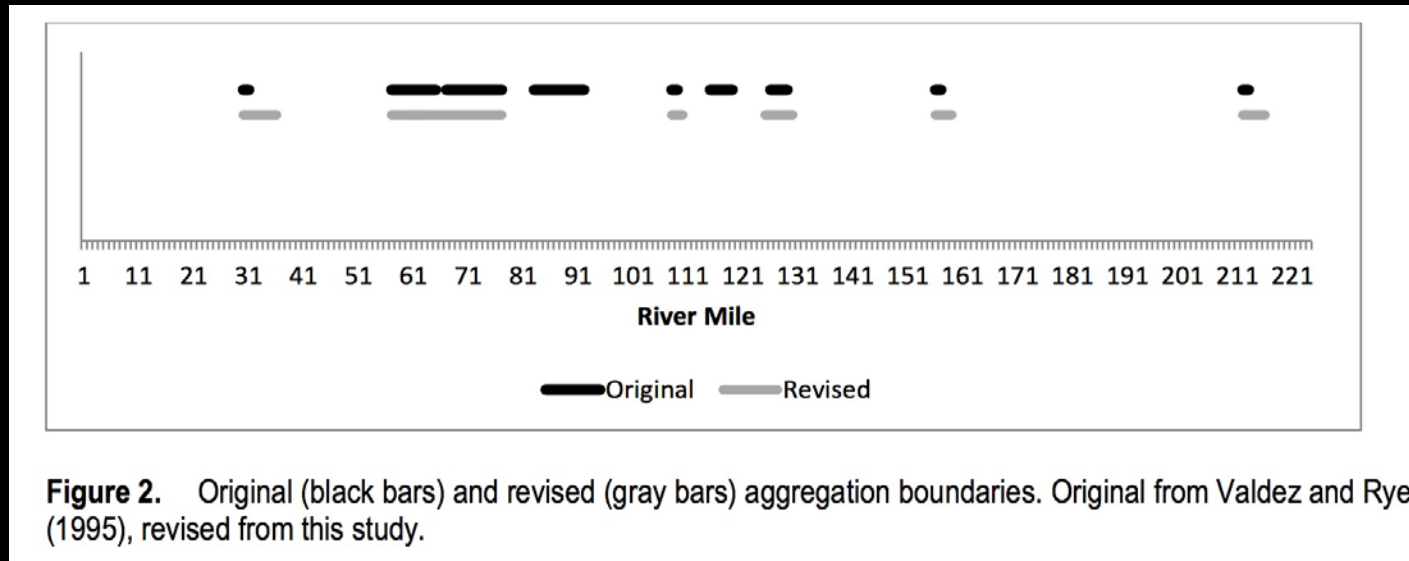 1 11 21 31 41 51 61 71 81 91 101 111 121 131 141 151 161 171 181 191 201 211 221
River Mile
Original Revised
Figure 2. Original (black bars) and revised (gray bars) aggregation boundaries. Original from Valdez and Rye
(1995), revised from this study.